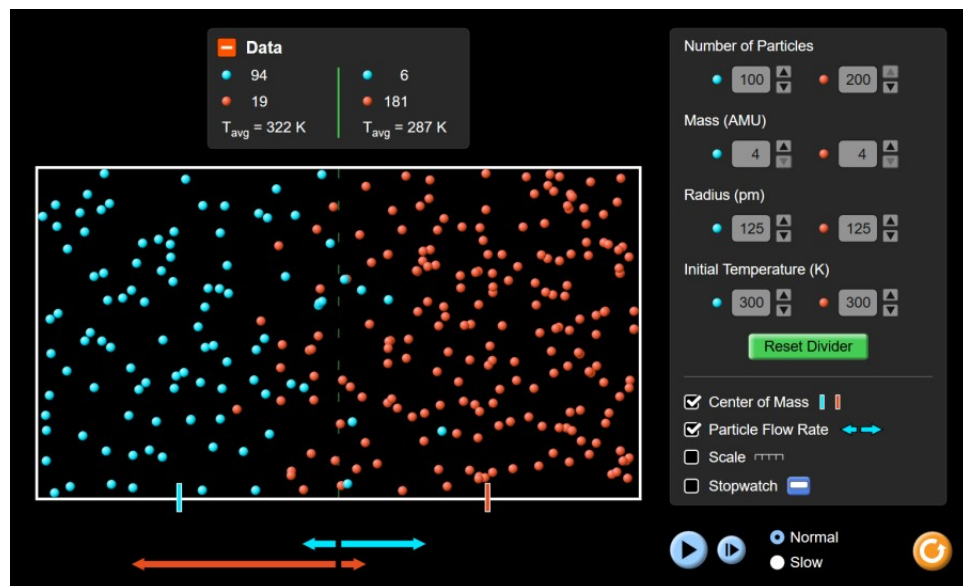 Data
94 6
19 181
Tavg = 322 K Tavg = 287 K
Number of Particles
100 200
Mass (AMU)
4 4
Radius (pm)
125 125
Initial Temperature (K)
300 300
Reset Divider
Center of Mass
Particle Flow Rate
Scale
Stopwatch
Normal
Slow